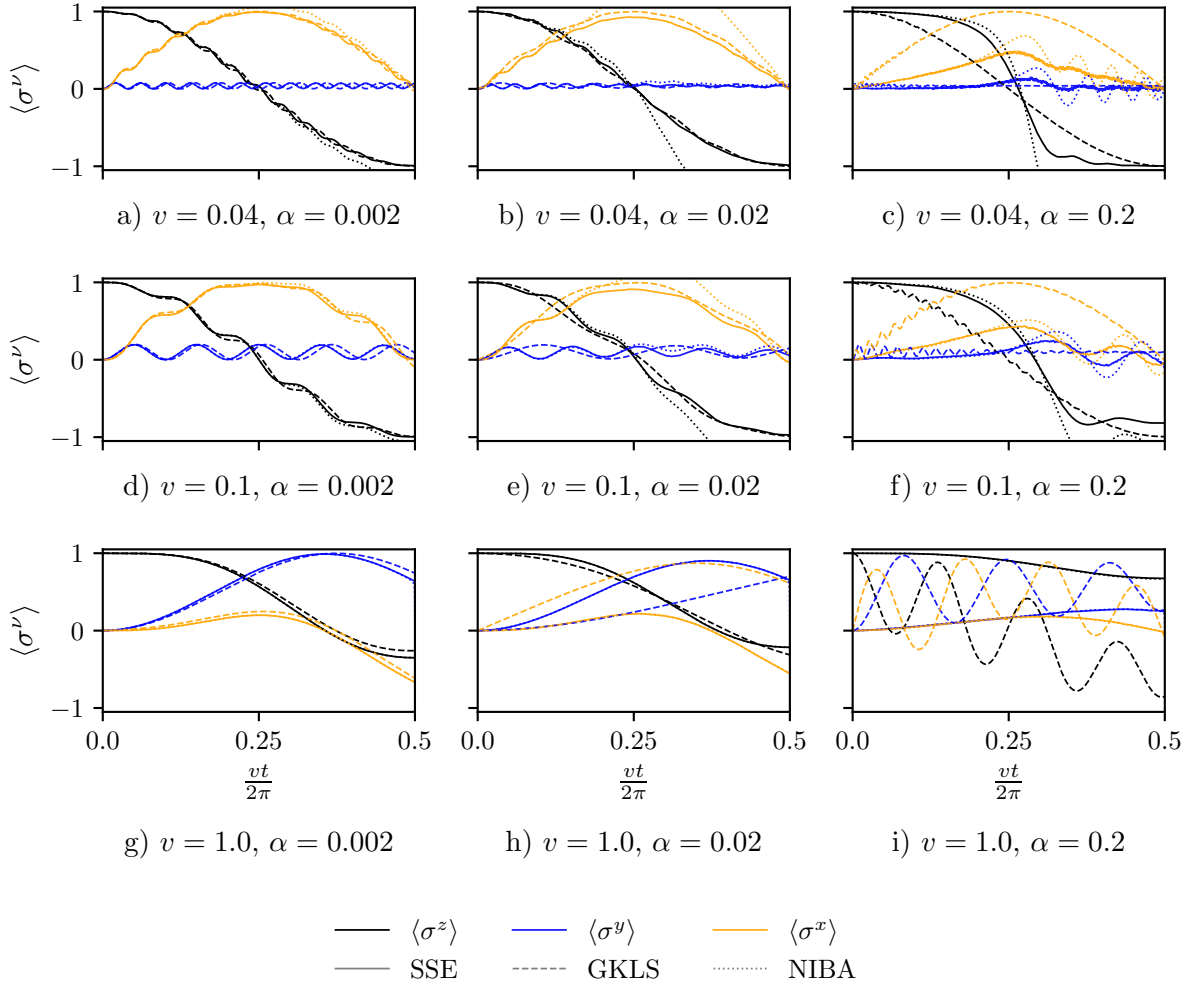 ⟨σ^ν⟩
1
0
−1
a) v = 0.04, α = 0.002
b) v = 0.04, α = 0.02
c) v = 0.04, α = 0.2
⟨σ^ν⟩
1
0
−1
d) v = 0.1, α = 0.002
e) v = 0.1, α = 0.02
f) v = 0.1, α = 0.2
⟨σ^ν⟩
1
0
−1
0.0 0.25 0.5
0.0 0.25 0.5
0.0 0.25 0.5
vt/2π
vt/2π
vt/2π
g) v = 1.0, α = 0.002
h) v = 1.0, α = 0.02
i) v = 1.0, α = 0.2
⟨σ^z⟩ ⟨σ^y⟩ ⟨σ^x⟩
SSE GKLS NIBA